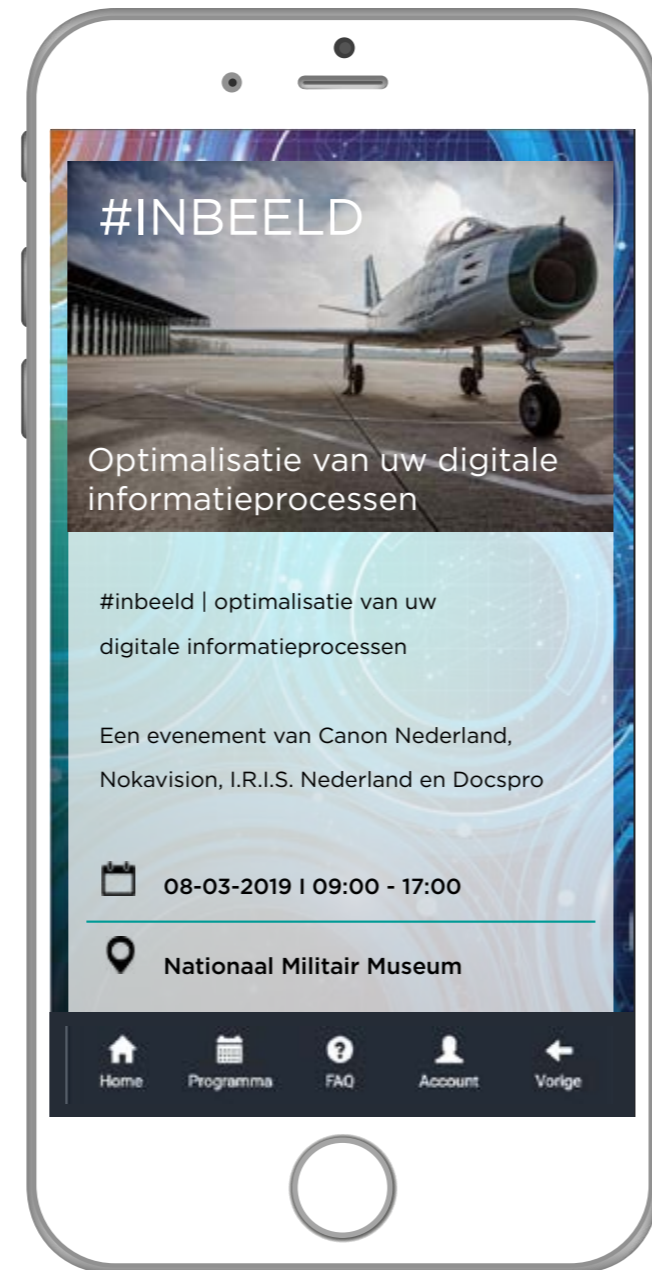 #INBEELD
Optimalisatie van uw digitale
informatieprocessen
#inbeeld | optimalisatie van uw
digitale informatieprocessen
Een evenement van Canon Nederland,
Nokavision, I.R.I.S. Nederland en Docspro
08-03-2019 I 09:00 - 17:00
Nationaal Militair Museum
Home Programma FAQ Account Vorige